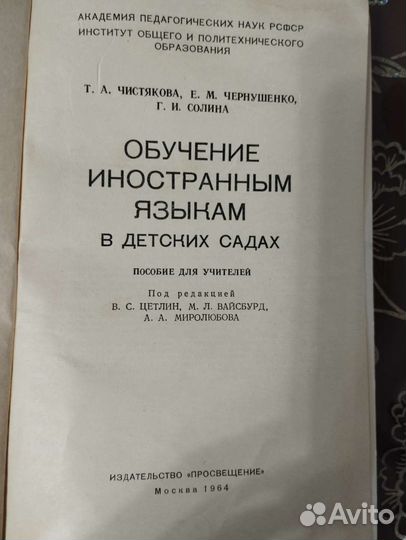 АКАДЕМИЯ ПЕДАГОГИЧЕСКИХ НАУК РСФСР
ИНСТИТУТ ОБЩЕГО И ПОЛИТЕХНИЧЕСКОГО
ОБРАЗОВАНИЯ
Т. А. ЧИСТЯКОВА, Е. М. ЧЕРНУШЕНКО,
Г. И. СОЛИНА
ОБУЧЕНИЕ
ИНОСТРАННЫМ
ЯЗЫКАМ
В ДЕТСКИХ САДАХ
ПОСОБИЕ ДЛЯ УЧИТЕЛЕЙ
Под редакцией
В. С. ЦЕТЛИН, М. Л. ВАЙСБУРД,
А. А. МИРОЛЮБОВА
ИЗДАТЕЛЬСТВО «ПРОСВЕЩЕНИЕ»
Москва 1964
Avito